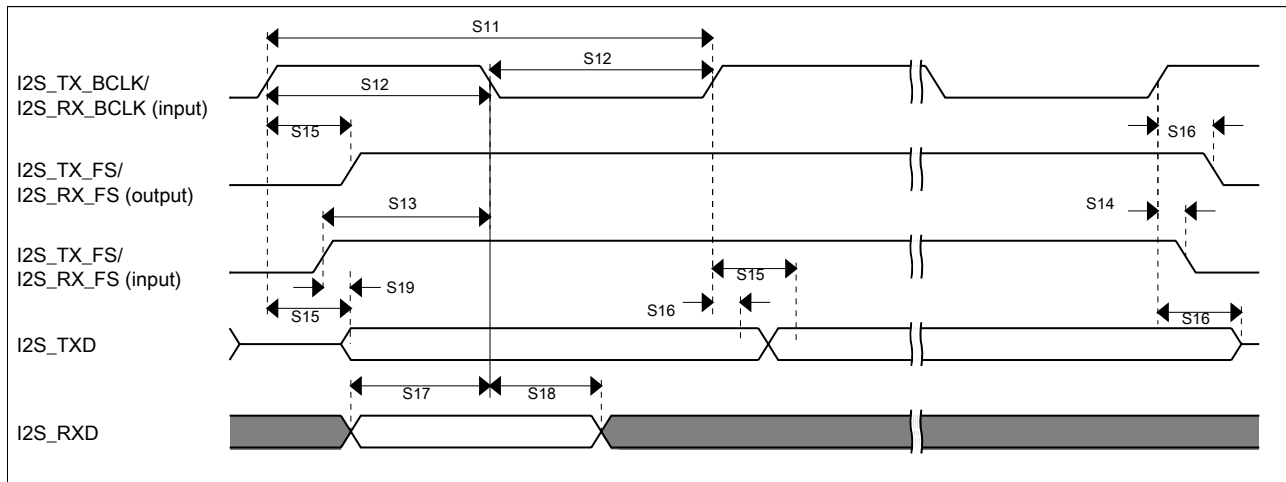 S11
S12
I2S_TX_BCLK/
I2S_RX_BCLK (input)
S12
S15
S16
I2S_TX_FS/
I2S_RX_FS (output)
S13
S14
I2S_TX_FS/
I2S_RX_FS (input)
S15
S19
S15
S16
S16
I2S_TXD
S17
S18
I2S_RXD